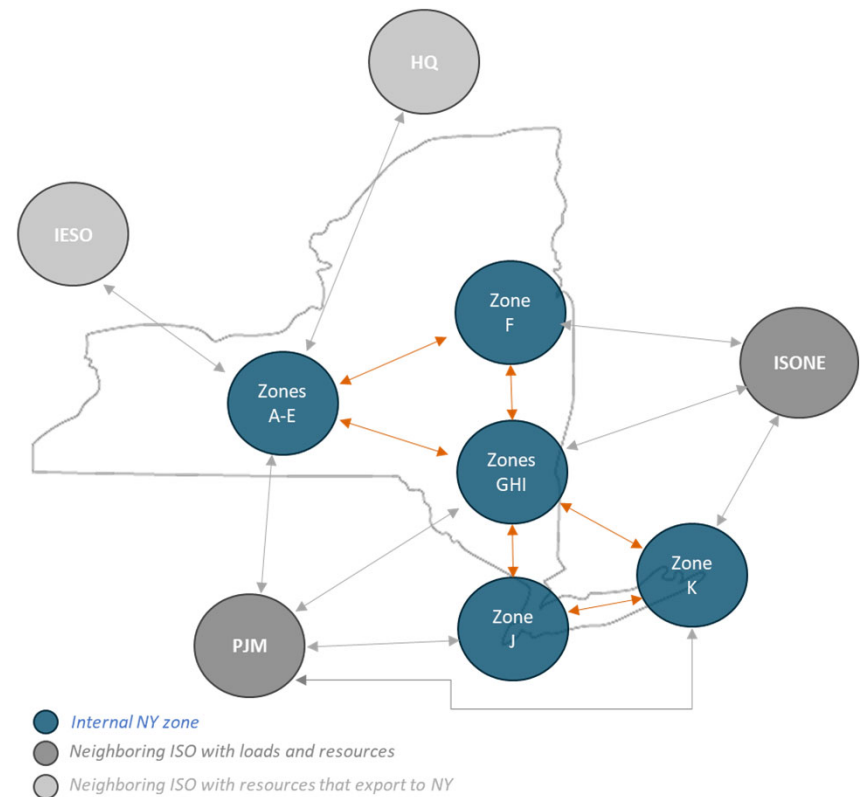 HQ
IESO
Zone
F
ISONE
Zones
A-E
Zones
GHI
Zone
K
Zone
J
PJM
Internal NY zone
Neighboring ISO with loads and resources
Neighboring ISO with resources that export to NY